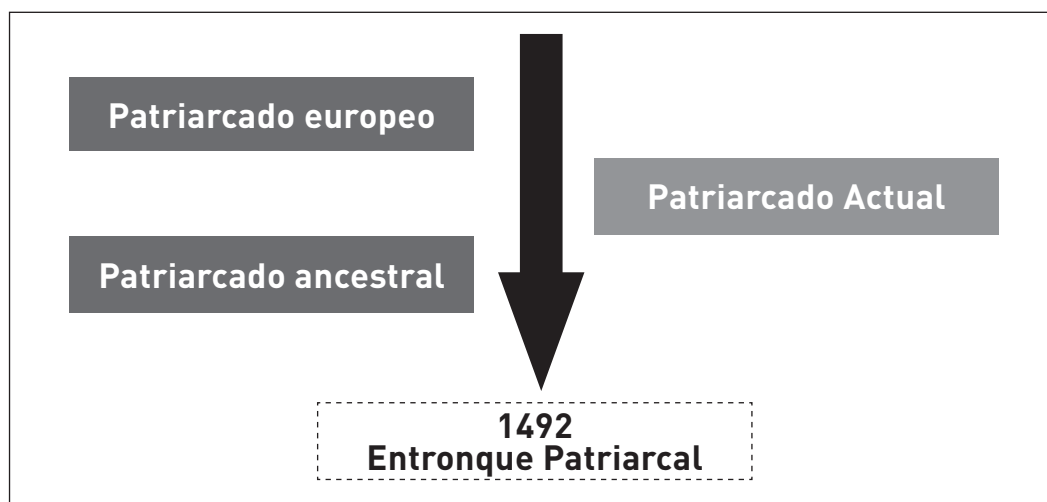 Patriarcado europeo
Patriarcado Actual
Patriarcado ancestral
1492
Entronque Patriarcal